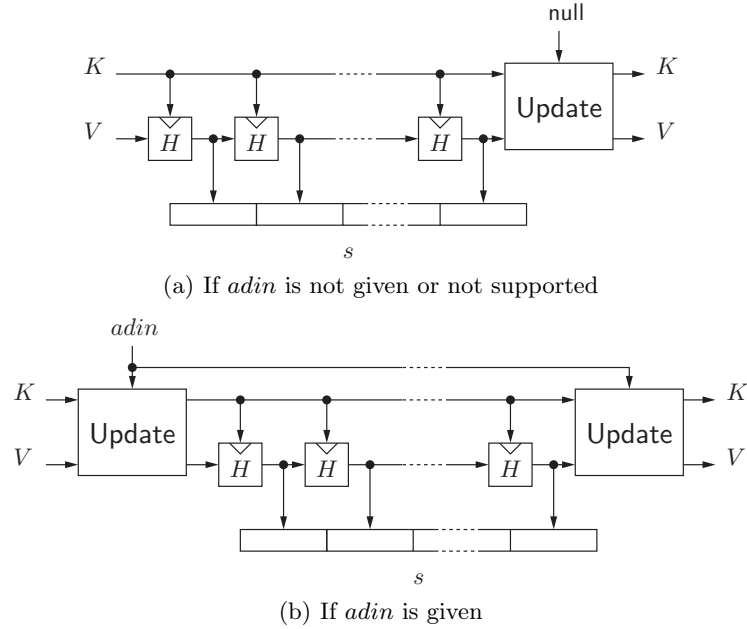 null
K K
Update
V H H H V
s
(a) If adin is not given or not supported
adin
K K
Update Update
V H H H V
s
(b) If adin is given